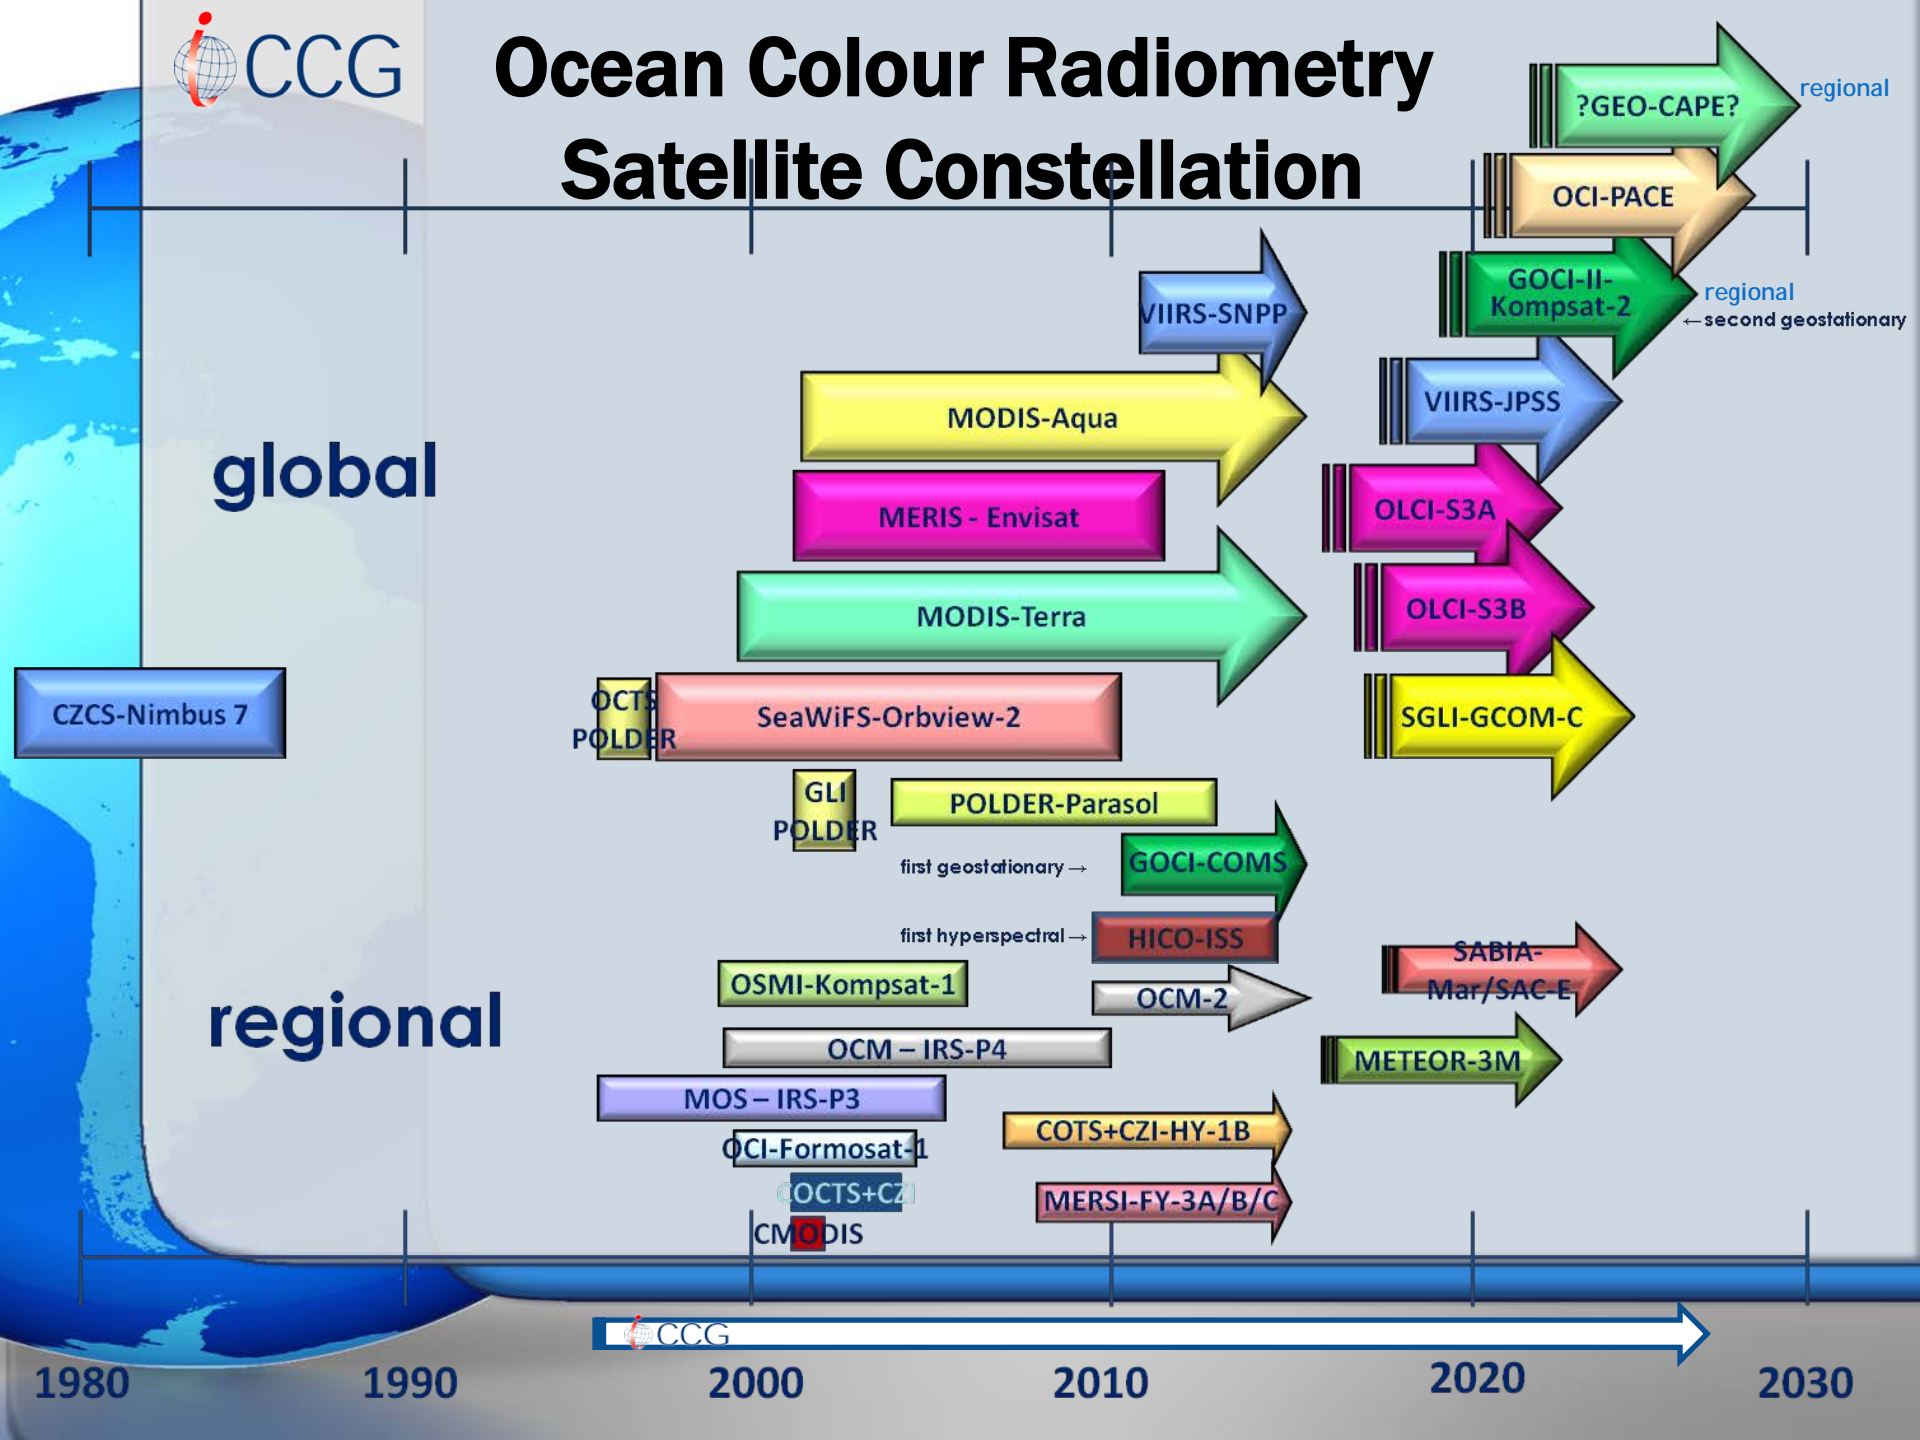 iCCG
Ocean Colour Radiometry
Satellite Constellation
?GEO-CAPE?
regional
OCI-PACE
GOCI-II-
Kompsat-2
regional
←second geostationary
VIIRS-SNPP
VIIRS-JPSS
MODIS-Aqua
global
MERIS - Envisat
OLCI-S3A
MODIS-Terra
OLCI-S3B
CZCS-Nimbus 7
OCTS
POLDER
SeaWiFS-Orbview-2
SGLI-GCOM-C
GLI
POLDER
POLDER-Parasol
first geostationary →
GOCI-COMS
first hyperspectral →
HICO-ISS
SABIA-
Mar/SAC-E
OSMI-Kompsat-1
OCM-2
regional
OCM – IRS-P4
METEOR-3M
MOS – IRS-P3
COTS+CZI-HY-1B
OCI-Formosat-1
COCTS+CZI
MERSI-FY-3A/B/C
CMODIS
iCCG
1980
1990
2000
2010
2020
2030